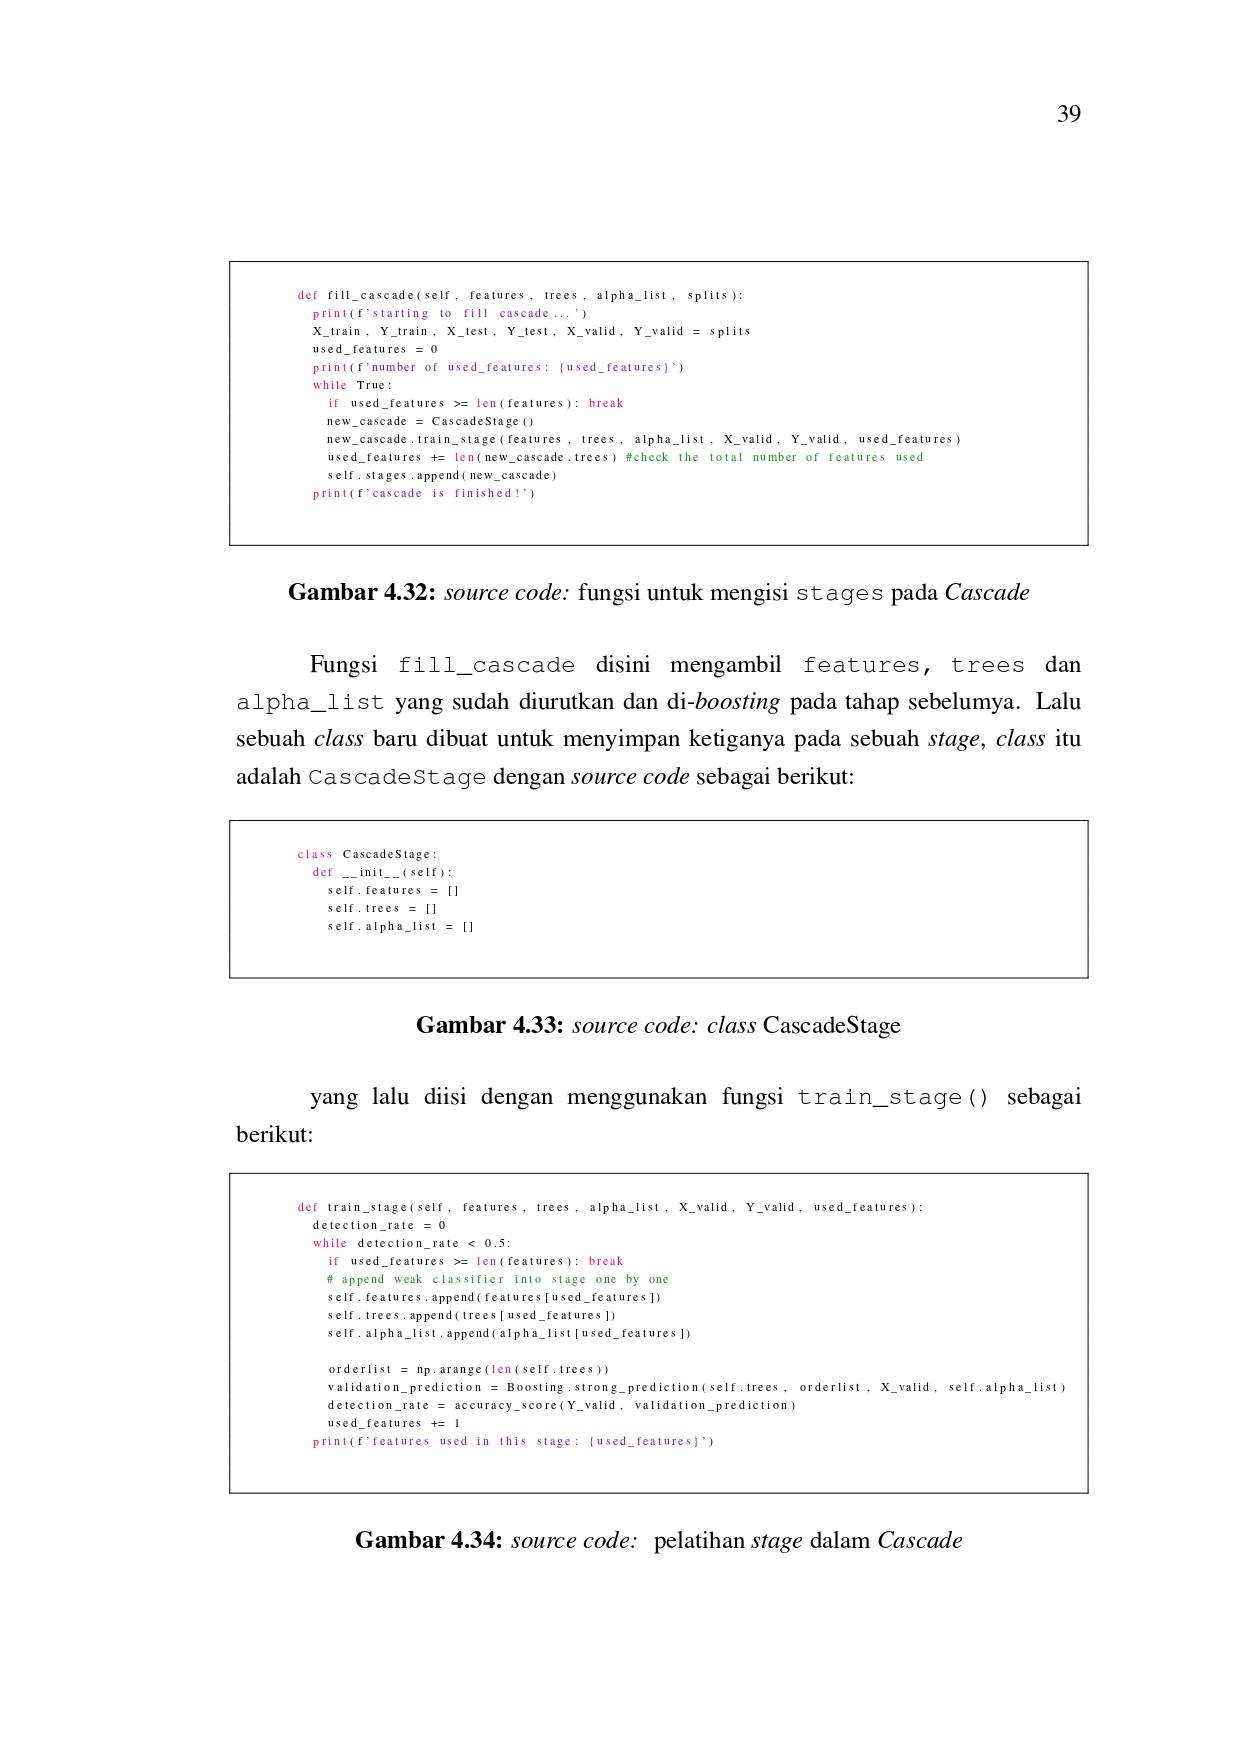 39
def fill_cascade(self, features, trees, alpha_list, splits):
print(f'starting to fill cascade...')
X_train, Y_train, X_test, Y_test, X_valid, Y_valid = splits
used_features = 0
print(f'number of used_features: {used_features}')
while True:
if used_features >= len(features): break
new_cascade = CascadeStage()
new_cascade.train_stage(features, trees, alpha_list, X_valid, Y_valid, used_features)
used_features += len(new_cascade.trees) #check the total number of features used
self.stages.append(new_cascade)
print(f'cascade is finished!')
Gambar 4.32: source code: fungsi untuk mengisi stages pada Cascade
Fungsi fill_cascade disini mengambil features, trees dan
alpha_list yang sudah diurutkan dan di-boosting pada tahap sebelumya. Lalu
sebuah class baru dibuat untuk menyimpan ketiganya pada sebuah stage, class itu
adalah CascadeStage dengan source code sebagai berikut:
class CascadeStage:
def __init__(self):
self.features = []
self.trees = []
self.alpha_list = []
Gambar 4.33: source code: class CascadeStage
yang lalu diisi dengan menggunakan fungsi train_stage() sebagai
berikut:
def train_stage(self, features, trees, alpha_list, X_valid, Y_valid, used_features):
detection_rate = 0
while detection_rate < 0.5:
if used_features >= len(features): break
# append weak classifier into stage one by one
self.features.append(features[used_features])
self.trees.append(trees[used_features])
self.alpha_list.append(alpha_list[used_features])
orderlist = np.arange(len(self.trees))
validation_prediction = Boosting.strong_prediction(self.trees, orderlist, X_valid, self.alpha_list)
detection_rate = accuracy_score(Y_valid, validation_prediction)
used_features += 1
print(f'features used in this stage: {used_features}')
Gambar 4.34: source code: pelatihan stage dalam Cascade